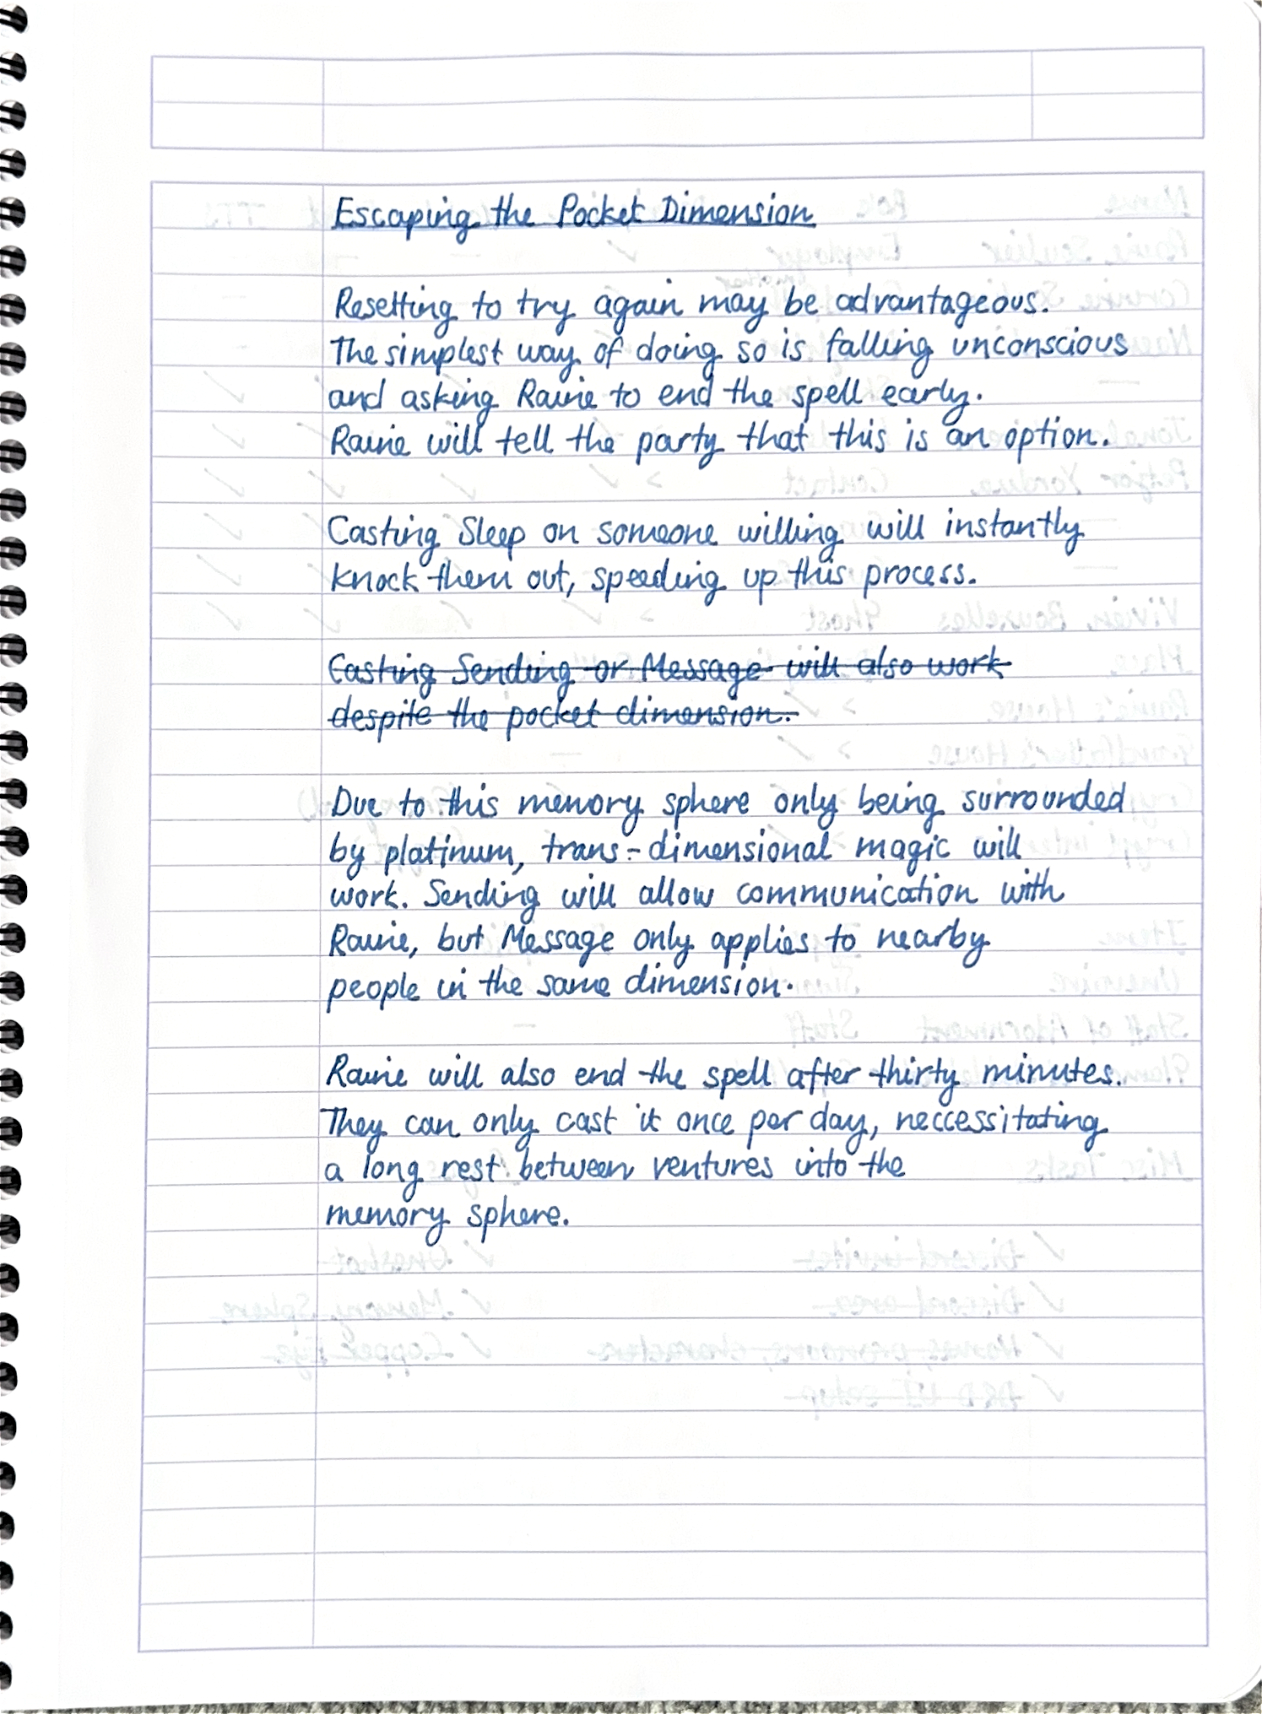 Escaping the Pocket Dimension
Resetting to try again may be advantageous.
The simplest way of doing so is falling unconscious
and asking Raine to end the spell early.
Raine will tell the party that this is an option.
Casting Sleep on someone willing will instantly
knock them out, speeding up this process.
Casting Sending or Message will also work
despite the pocket dimension.
Due to this memory sphere only being surrounded
by platinum, trans-dimensional magic will
work. Sending will allow communication with
Raine, but Message only applies to nearby
people in the same dimension.
Raine will also end the spell after thirty minutes.
They can only cast it once per day, neccessitating
a long rest between ventures into the
memory sphere.